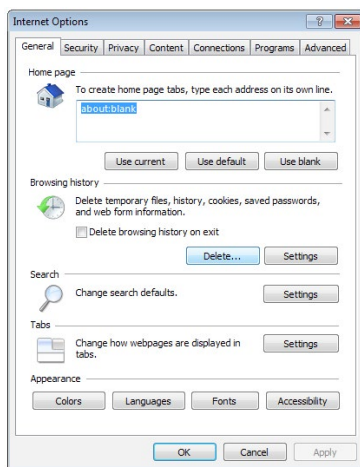 Internet Options
General Security Privacy Content Connections Programs Advanced
Home page
To create home page tabs, type each address on its own line.
about:blank
Use current Use default Use blank
Browsing history
Delete temporary files, history, cookies, saved passwords,
and web form information.
Delete browsing history on exit
Delete... Settings
Search
Change search defaults. Settings
Tabs
Change how webpages are displayed in
tabs. Settings
Appearance
Colors Languages Fonts Accessibility
OK Cancel Apply